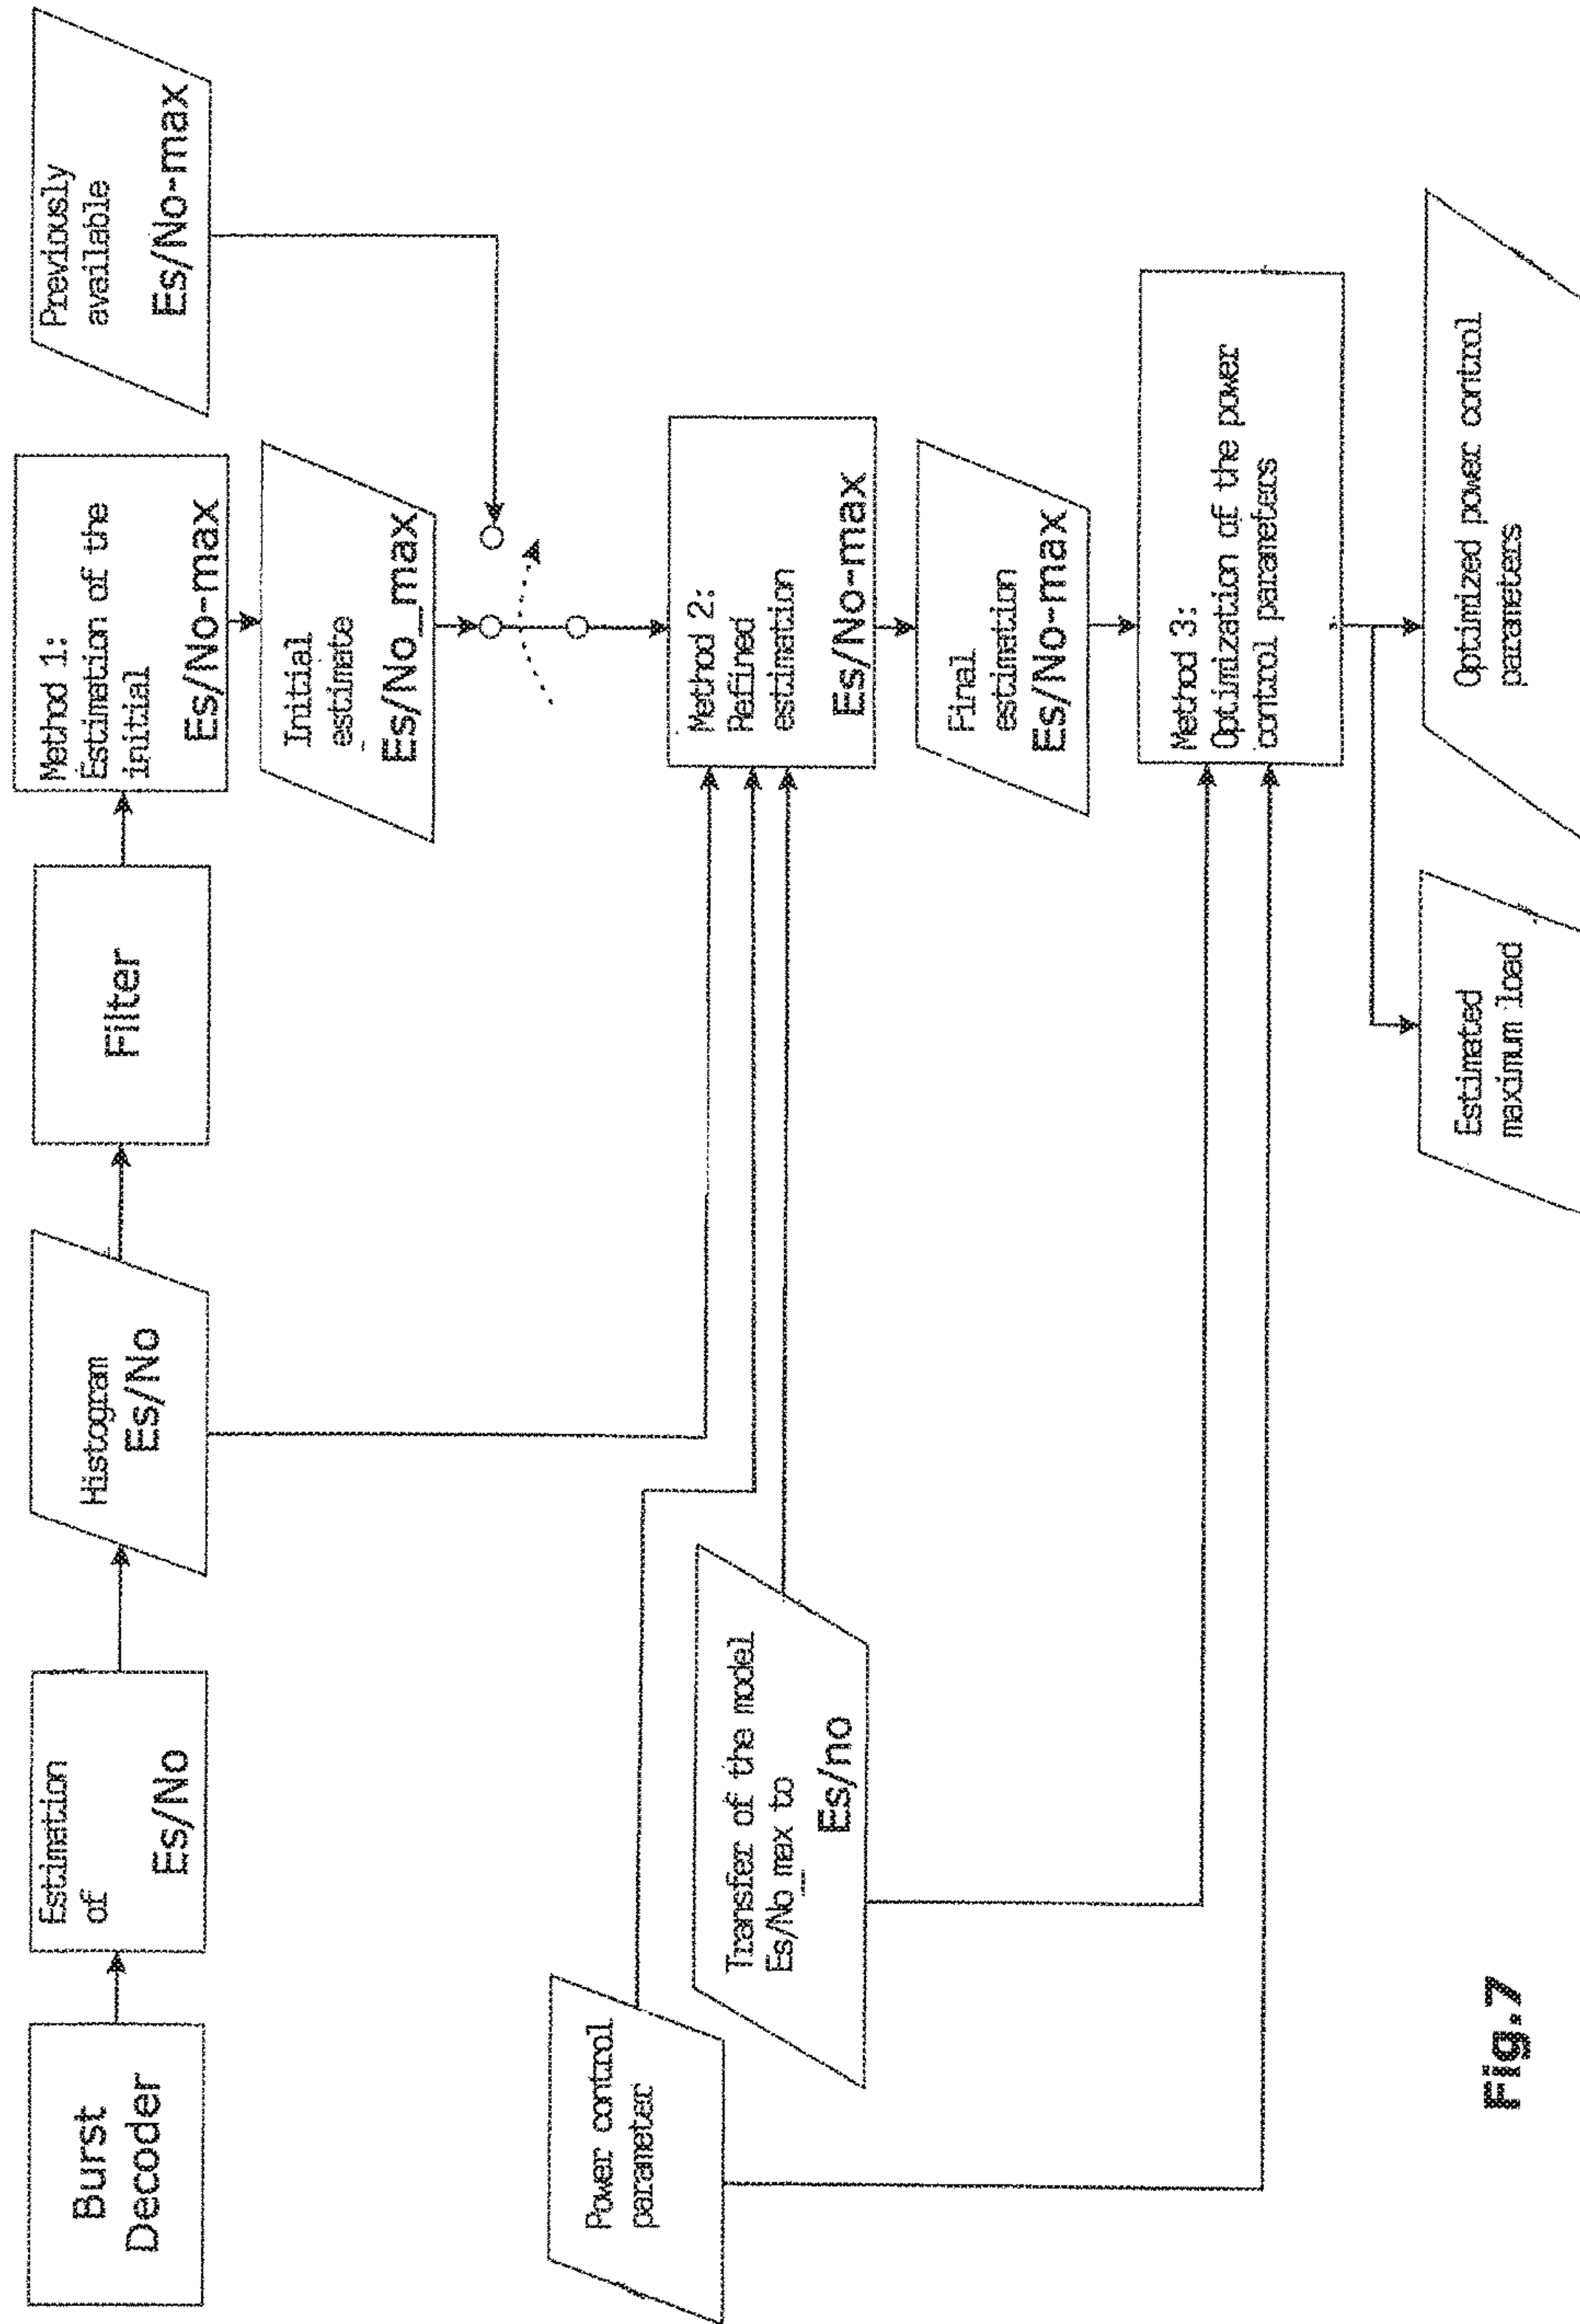 Burst
Decoder
Estimation
of
Es/No
Histogram
Es/No
Filter
Method 1:
Estimation of the
initial
Es/No-max
Previously
available
Es/No-max
Initial
estimate
Es/No_max
Power control
parameter
Transfer of the model
Es/No_max to
Es/no
Method 2:
Refined
estimation
Es/No-max
Final
estimation
Es/No-max
Method 3:
Optimization of the power
control parameters
Estimated
maximum load
Optimized power control
parameters
Fig.7